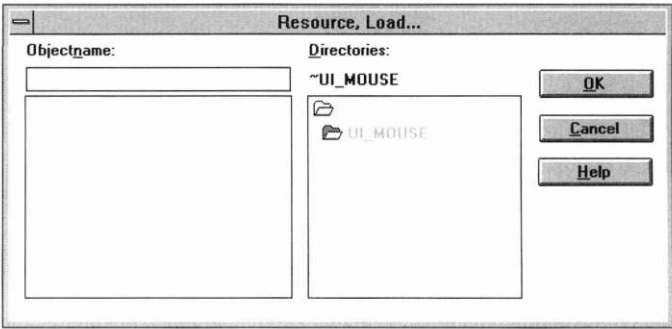 Resource, Load...
Objectname:
Directories:
~UI_MOUSE
UI_MOUSE
OK
Cancel
Help